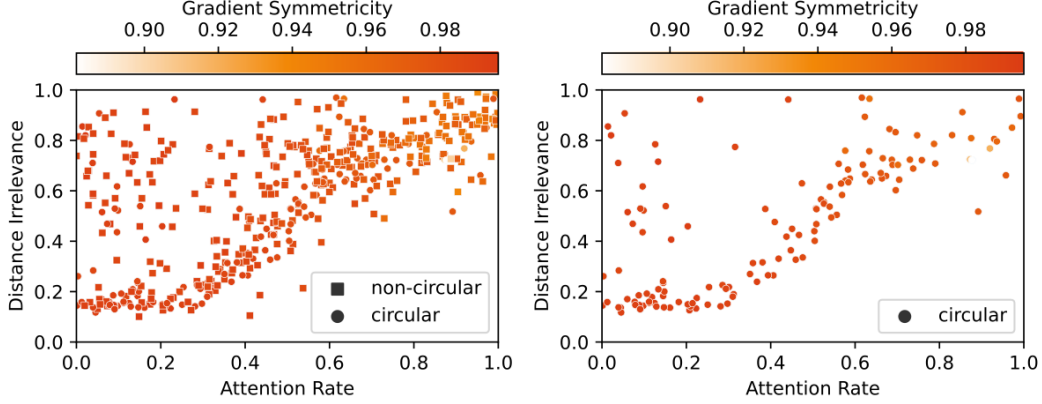 Gradient Symmetricity
0.90 0.92 0.94 0.96 0.98
1.0
0.8
0.6
0.4
0.2
0.0
Distance Irrelevance
non-circular
circular
0.0 0.2 0.4 0.6 0.8 1.0
Attention Rate
Gradient Symmetricity
0.90 0.92 0.94 0.96 0.98
1.0
0.8
0.6
0.4
0.2
0.0
Distance Irrelevance
circular
0.0 0.2 0.4 0.6 0.8 1.0
Attention Rate